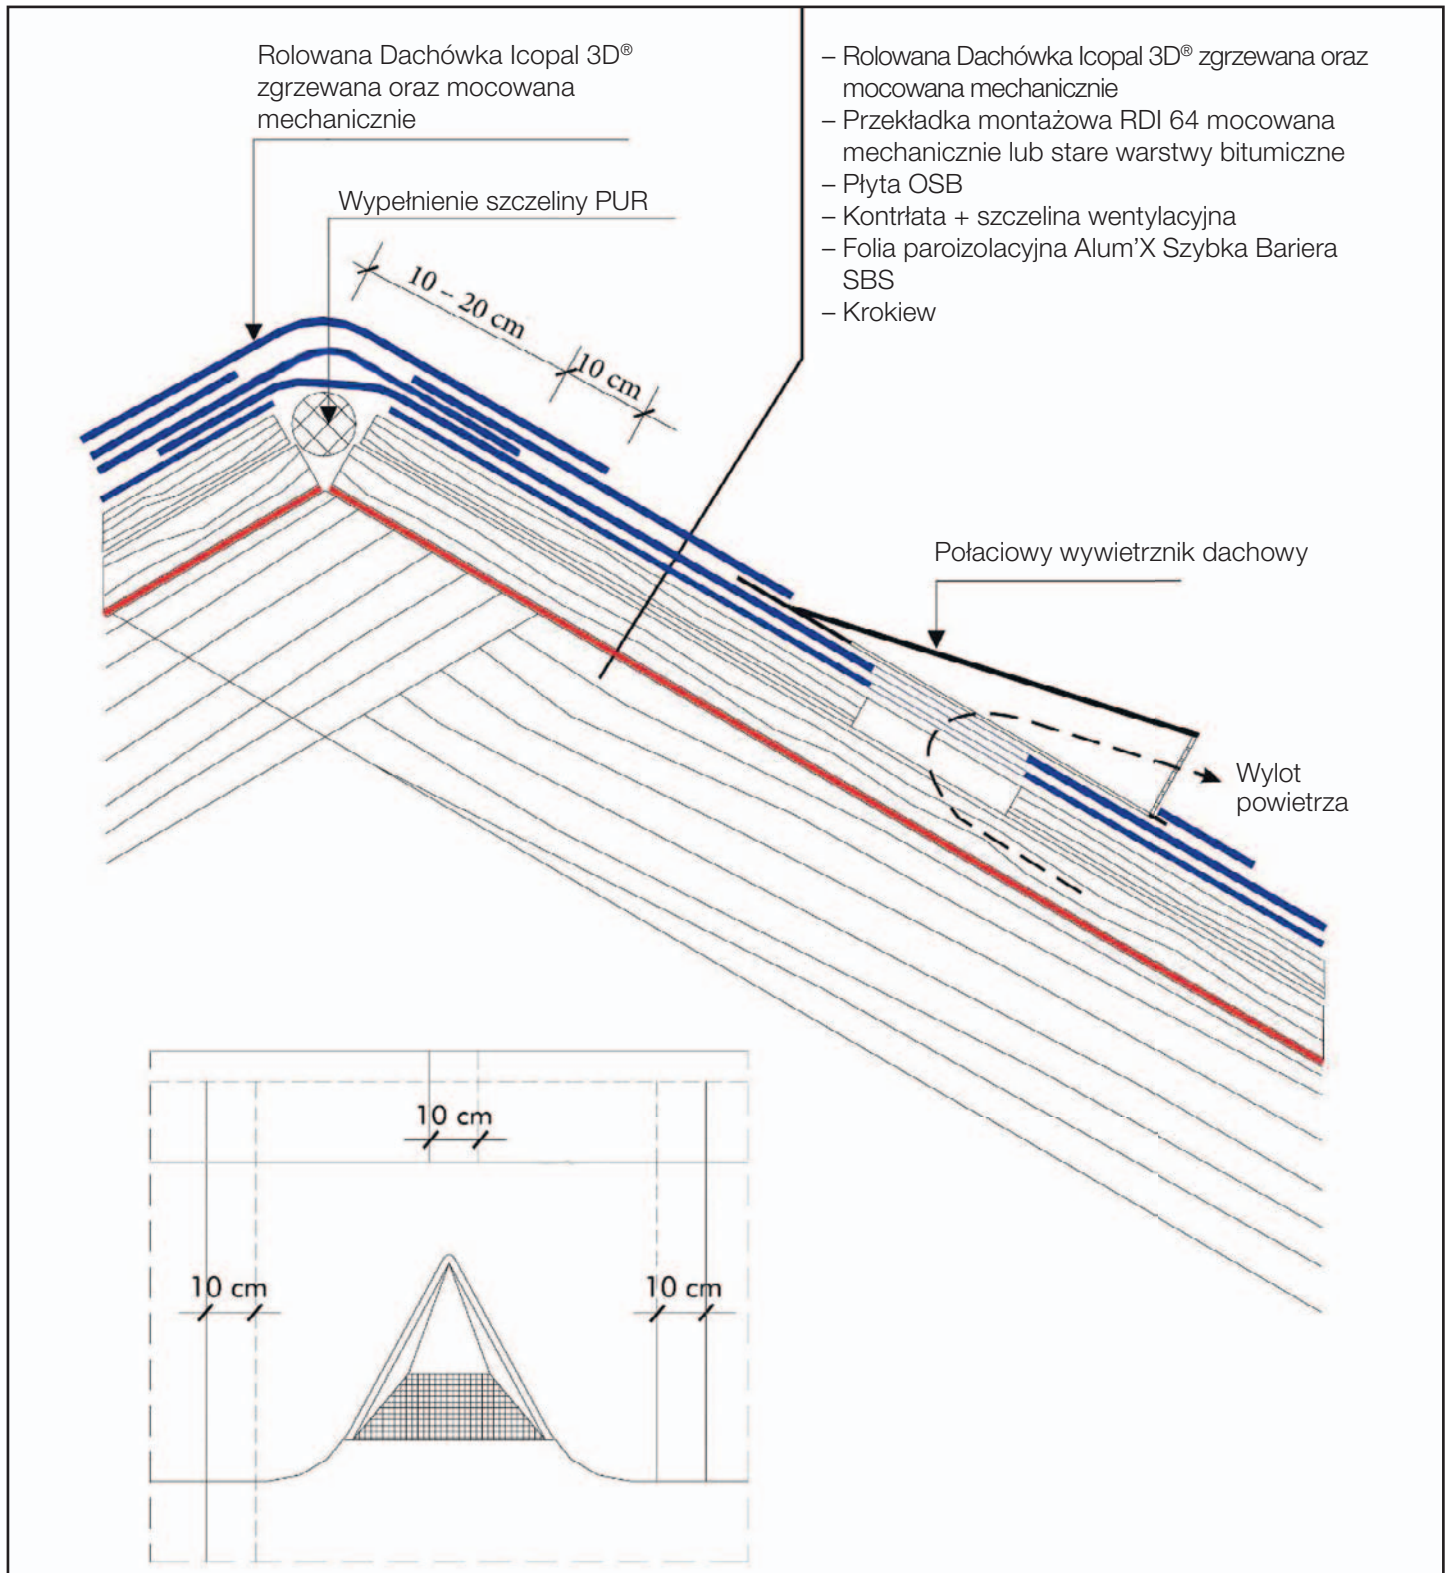 Rolowana Dachówka Icopal 3D®
zgrzewana oraz mocowana
mechanicznie
Wypełnienie szczeliny PUR
– Rolowana Dachówka Icopal 3D® zgrzewana oraz
mocowana mechanicznie
– Przekładka montażowa RDI 64 mocowana
mechanicznie lub stare warstwy bitumiczne
– Płyta OSB
– Kontrłata + szczelina wentylacyjna
– Folia paroizolacyjna Alum’X Szybka Bariera
SBS
– Krokiew
10 – 20 cm
10 cm
Połaciowy wywietrznik dachowy
Wylot
powietrza
10 cm
10 cm
10 cm